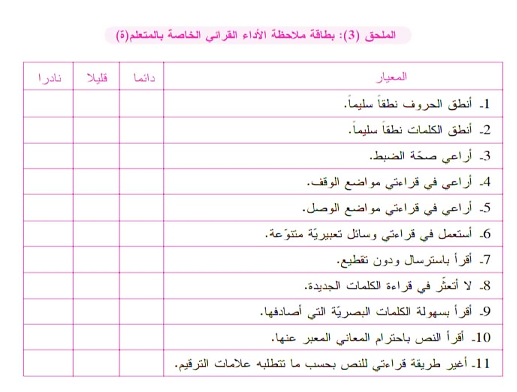 الملحق (3): بطاقة ملاحظة الأداء القرائي الخاصة بالمتعلم(ة)
المعيار دائما قليلا نادرا
1- أنطق الحروف نطقاً سليماً.
2- أنطق الكلمات نطقاً سليماً.
3- أراعي صحّة الضبط.
4- أراعي في قراءتي مواضع الوقف.
5- أراعي في قراءتي مواضع الوصل.
6- أستعمل في قراءتي وسائل تعبيريّة متنوّعة.
7- أقرأ باسترسال ودون تقطيع.
8- لا أتعثّر في قراءة الكلمات الجديدة.
9- أقرأ بسهولة الكلمات البصريّة التي أصادفها.
10- أقرأ النص باحترام المعاني المعبر عنها.
11- أغير طريقة قراءتي للنص بحسب ما تتطلبه علامات الترقيم.